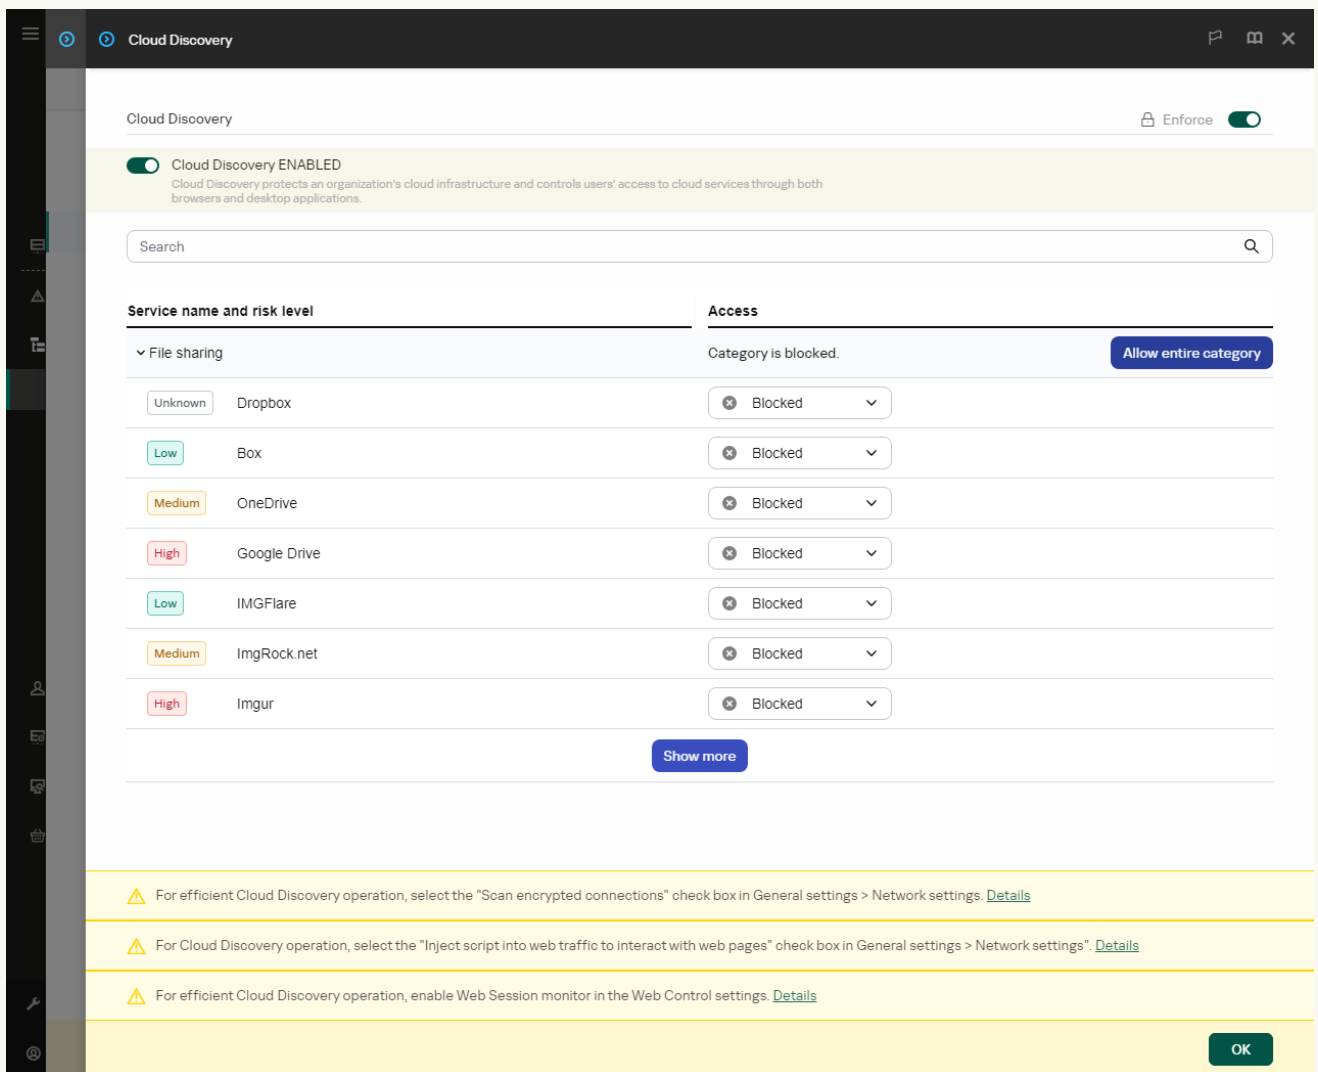 Cloud Discovery
Cloud Discovery
Enforce
Cloud Discovery ENABLED
Cloud Discovery protects an organization's cloud infrastructure and controls users' access to cloud services through both
browsers and desktop applications.
Search
Service name and risk level
Access
File sharing
Category is blocked.
Allow entire category
Unknown
Dropbox
Blocked
Low
Box
Blocked
Medium
OneDrive
Blocked
High
Google Drive
Blocked
Low
IMGFlare
Blocked
Medium
ImgRock.net
Blocked
High
Imgur
Blocked
Show more
For efficient Cloud Discovery operation, select the "Scan encrypted connections" check box in General settings > Network settings. Details
For Cloud Discovery operation, select the "Inject script into web traffic to interact with web pages" check box in General settings > Network settings". Details
For efficient Cloud Discovery operation, enable Web Session monitor in the Web Control settings. Details
OK